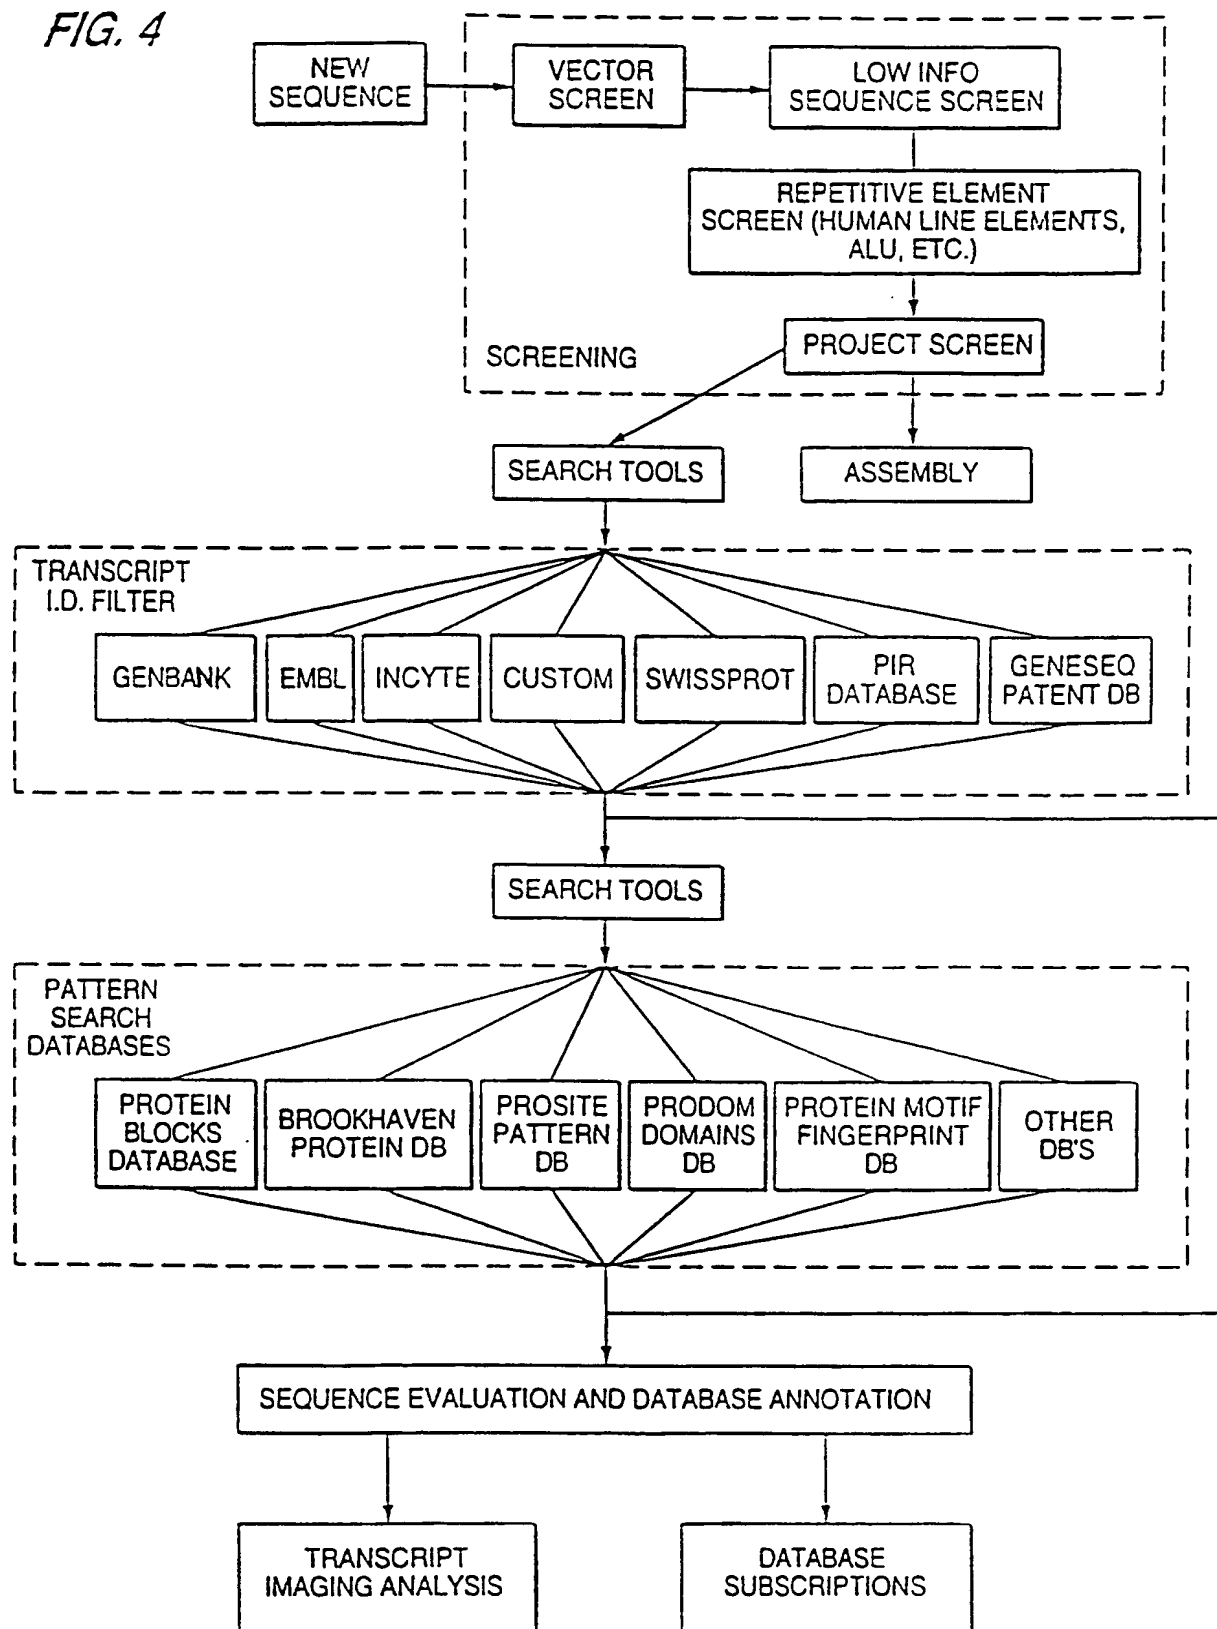 FIG. 4
NEW
SEQUENCE
VECTOR
SCREEN
LOW INFO
SEQUENCE SCREEN
REPETITIVE ELEMENT
SCREEN (HUMAN LINE ELEMENTS,
ALU, ETC.)
PROJECT SCREEN
SCREENING
SEARCH TOOLS
ASSEMBLY
TRANSCRIPT
I.D. FILTER
GENBANK
EMBL
INCYTE
CUSTOM
SWISSPROT
PIR
DATABASE
GENESEQ
PATENT DB
SEARCH TOOLS
PATTERN
SEARCH
DATABASES
PROTEIN
BLOCKS
DATABASE
BROOKHAVEN
PROTEIN DB
PROSITE
PATTERN
DB
PRODOM
DOMAINS
DB
PROTEIN MOTIF
FINGERPRINT
DB
OTHER
DB'S
SEQUENCE EVALUATION AND DATABASE ANNOTATION
TRANSCRIPT
IMAGING ANALYSIS
DATABASE
SUBSCRIPTIONS